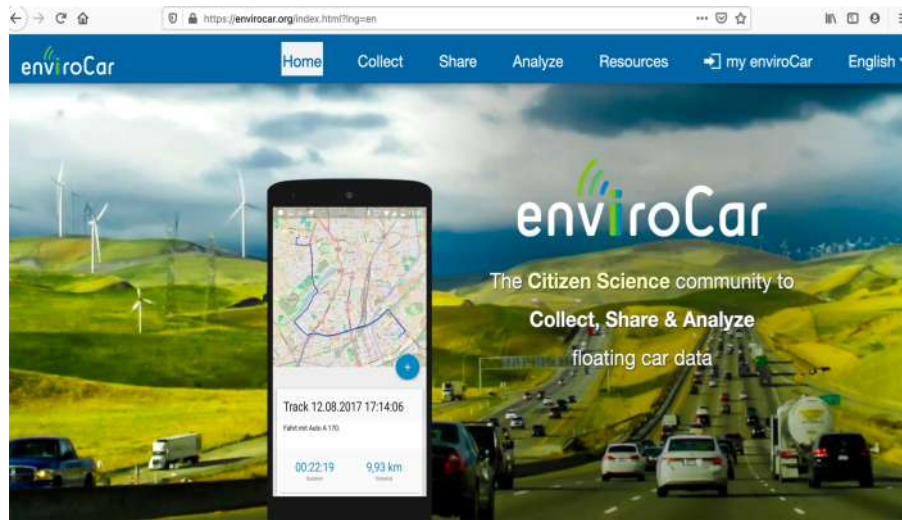 https://envirocar.org/index.html?lng=en
enviroCar
Home
Collect
Share
Analyze
Resources
my enviroCar
English
enviroCar
The Citizen Science community to
Collect, Share & Analyze
floating car data
Track 12.08.2017 17:14:06
Fahrt mit Auto A 170.
00:22:19
9,93 km